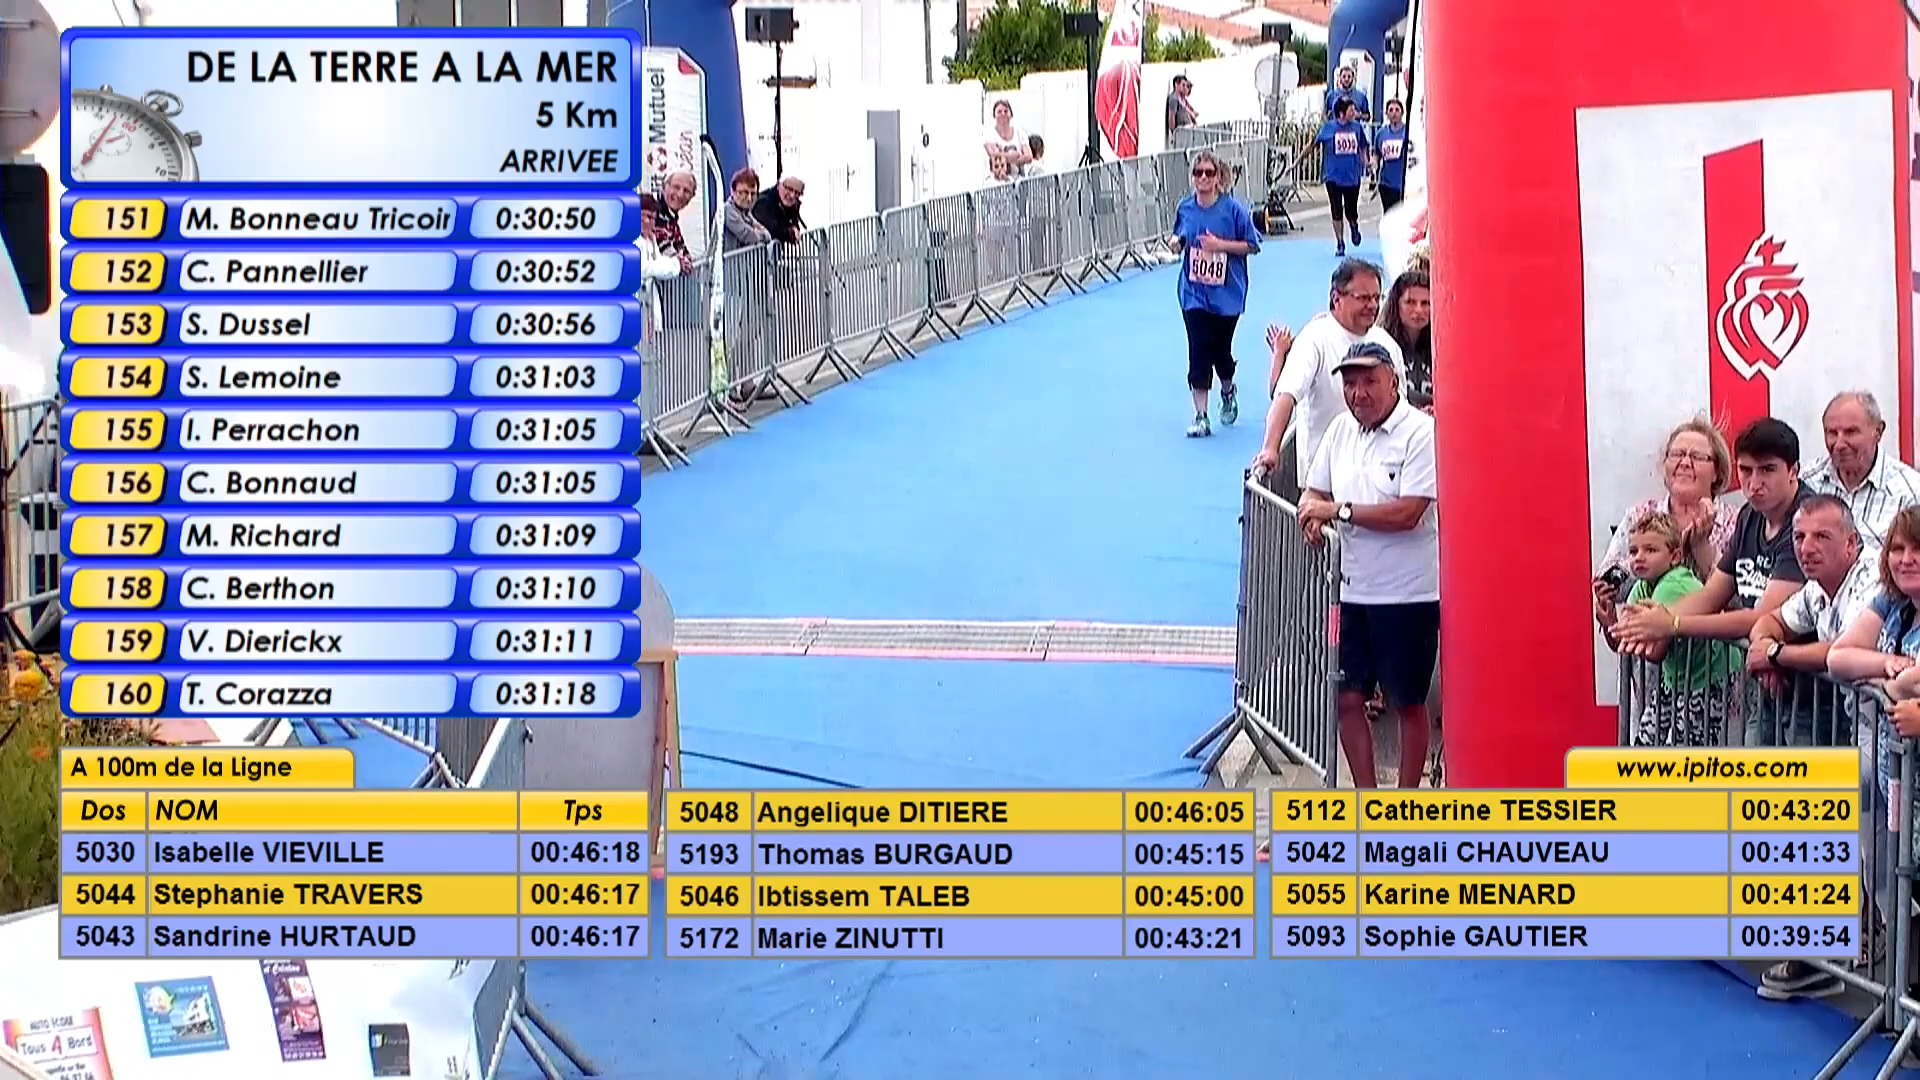 DE LA TERRE A LA MER
5 Km
ARRIVEE
151 M. Bonneau Tricoir 0:30:50
152 C. Pannellier 0:30:52
153 S. Dussel 0:30:56
154 S. Lemoine 0:31:03
155 I. Perrachon 0:31:05
156 C. Bonnaud 0:31:05
157 M. Richard 0:31:09
158 C. Berthon 0:31:10
159 V. Dierickx 0:31:11
160 T. Corazza 0:31:18
Mutuel
5048
5030
A 100m de la Ligne
www.ipitos.com
Dos NOM Tps
5030 Isabelle VIEVILLE 00:46:18
5044 Stephanie TRAVERS 00:46:17
5043 Sandrine HURTAUD 00:46:17
5048 Angelique DITIERE 00:46:05
5193 Thomas BURGAUD 00:45:15
5046 Ibtissem TALEB 00:45:00
5172 Marie ZINUTTI 00:43:21
5112 Catherine TESSIER 00:43:20
5042 Magali CHAUVEAU 00:41:33
5055 Karine MENARD 00:41:24
5093 Sophie GAUTIER 00:39:54
AUTO ECOLE
Tous 4 Bord